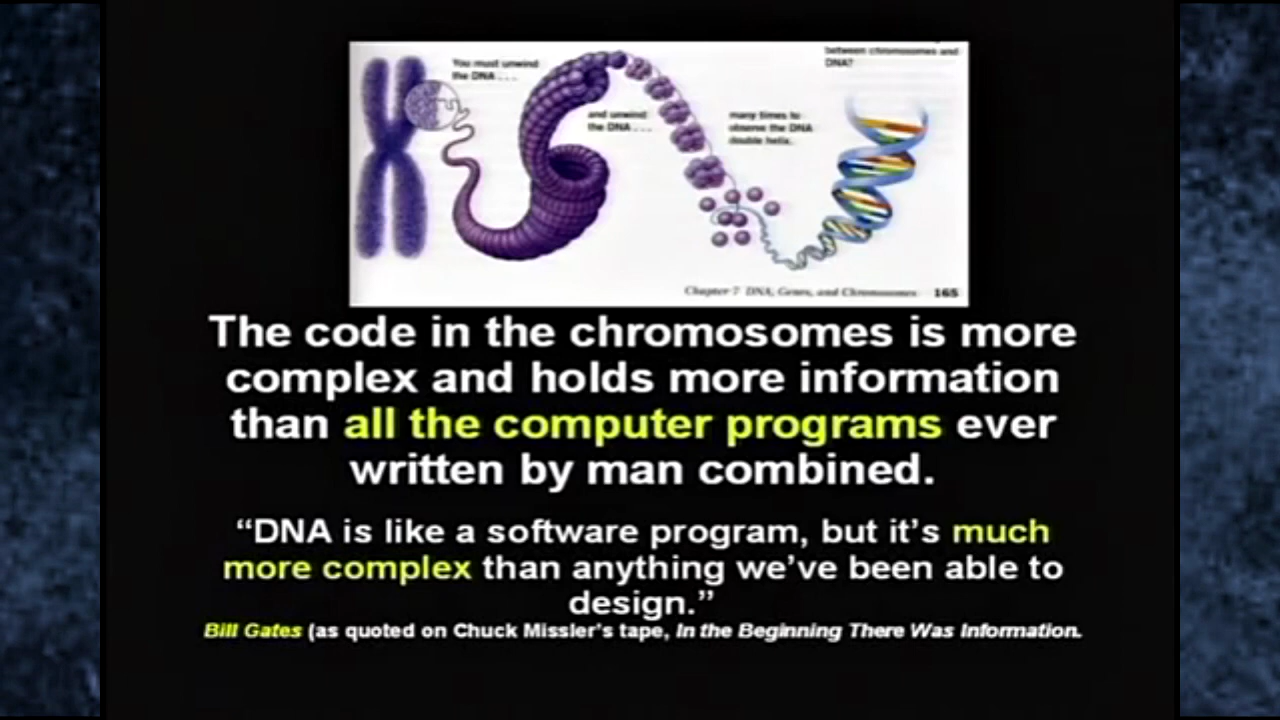 between chromosomes and
DNA?
You must unwind
the DNA . . .
and unwind
the DNA . . .
many times to
observe the DNA
double helix.
Chapter 7 DNA, Genes, and Chromosomes 165
The code in the chromosomes is more
complex and holds more information
than all the computer programs ever
written by man combined.
“DNA is like a software program, but it’s much
more complex than anything we’ve been able to
design.”
Bill Gates (as quoted on Chuck Missler’s tape, In the Beginning There Was Information.